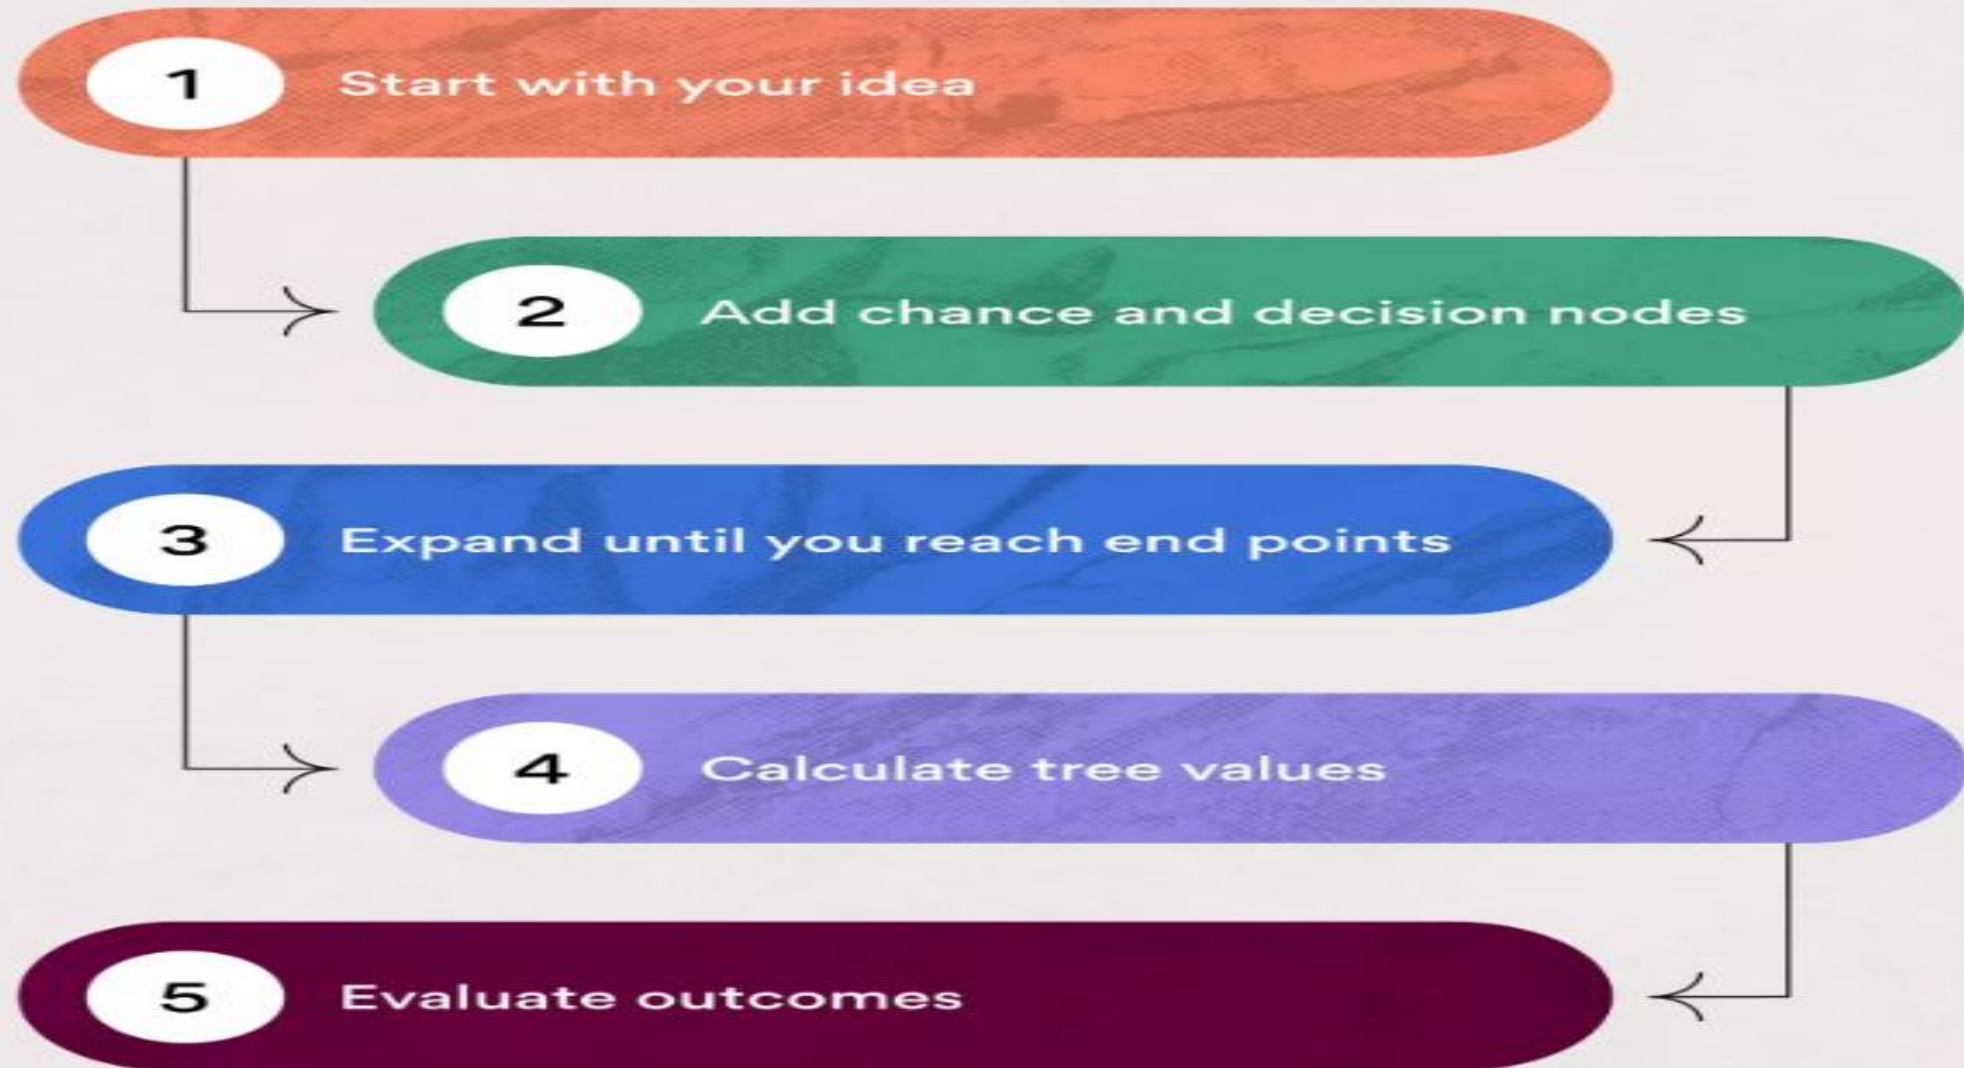 1 Start with your idea
2 Add chance and decision nodes
3 Expand until you reach end points
4 Calculate tree values
5 Evaluate outcomes